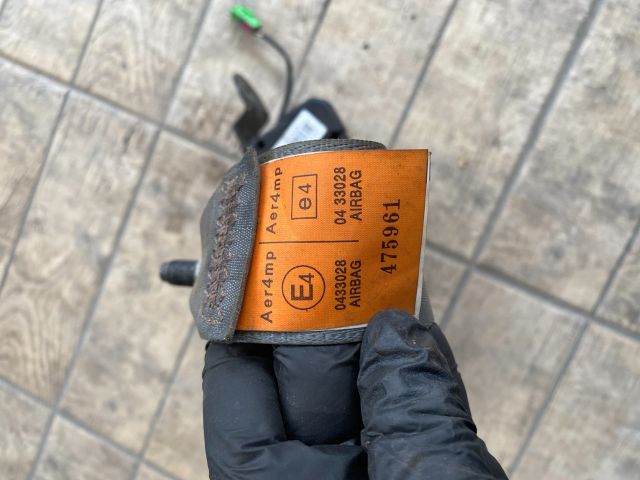 Aer4mp Aer4mp
E4 e4
0433028 04 33028
AIRBAG AIRBAG
475961